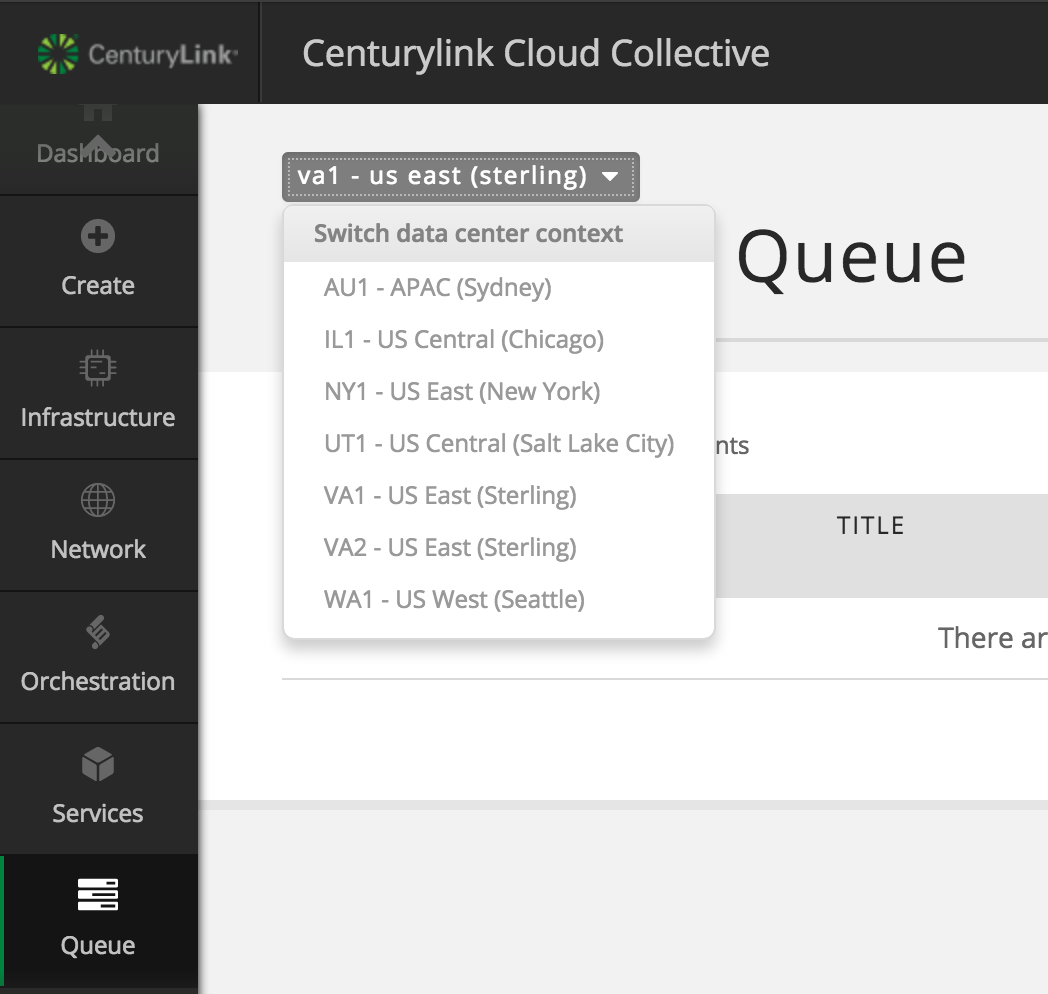 CenturyLink
Centurylink Cloud Collective
Dashboard
Create
Infrastructure
Network
Orchestration
Services
Queue
va1 - us east (sterling)
Switch data center context
AU1 - APAC (Sydney)
IL1 - US Central (Chicago)
NY1 - US East (New York)
UT1 - US Central (Salt Lake City)
VA1 - US East (Sterling)
VA2 - US East (Sterling)
WA1 - US West (Seattle)
Queue
nts
TITLE
There ar